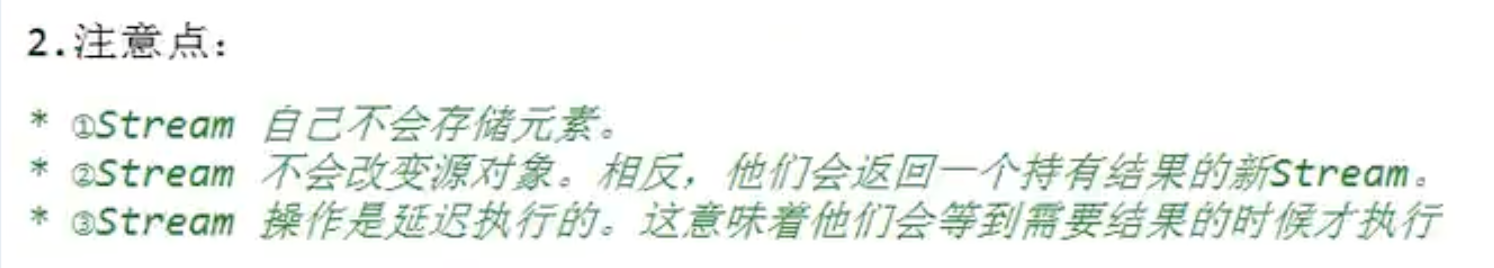 2.注意点：
* ①Stream 自己不会存储元素。
* ②Stream 不会改变源对象。相反，他们会返回一个持有结果的新Stream。
* ③Stream 操作是延迟执行的。这意味着他们会等到需要结果的时候才执行